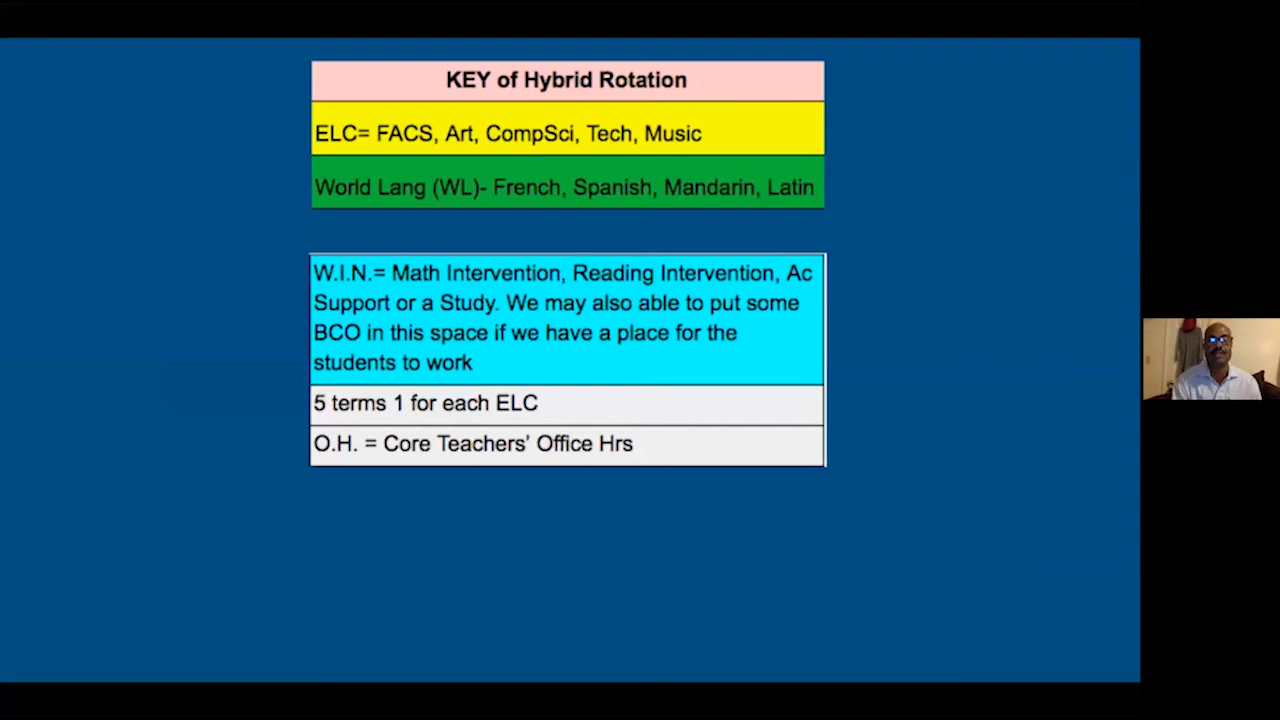 KEY of Hybrid Rotation
ELC= FACS, Art, CompSci, Tech, Music
World Lang (WL)- French, Spanish, Mandarin, Latin
W.I.N.= Math Intervention, Reading Intervention, Ac
Support or a Study. We may also able to put some
BCO in this space if we have a place for the
students to work
5 terms 1 for each ELC
O.H. = Core Teachers' Office Hrs